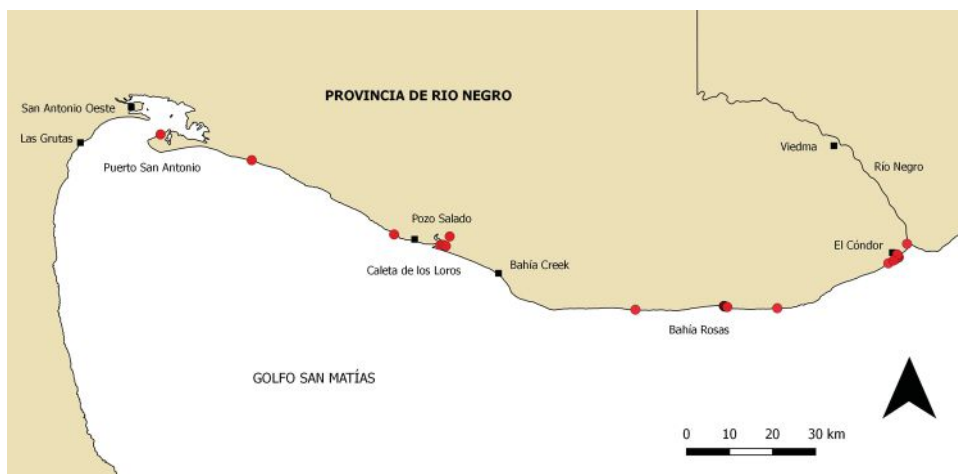 PROVINCIA DE RIO NEGRO
San Antonio Oeste
Las Grutas
Puerto San Antonio
Viedma
Río Negro
Pozo Salado
El Cóndor
Caleta de los Loros
Bahía Creek
Bahía Rosas
GOLFO SAN MATÍAS
0 10 20 30 km